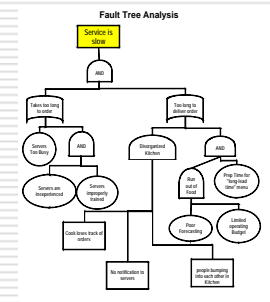 Fault Tree Analysis
Service is
slow
AND
Takes too long
to order
Too long to
deliver order
Servers
Too Busy
AND
Disorganized
Kitchen
AND
Servers are
inexperienced
Servers
improperly
trained
Run
out of
Food
Prep Time for
"long-lead
time" menu
Cook loses track of
orders
Poor
Forecasting
Limited
operating
Budget
No notification to
servers
people bumping
into each other in
Kitchen